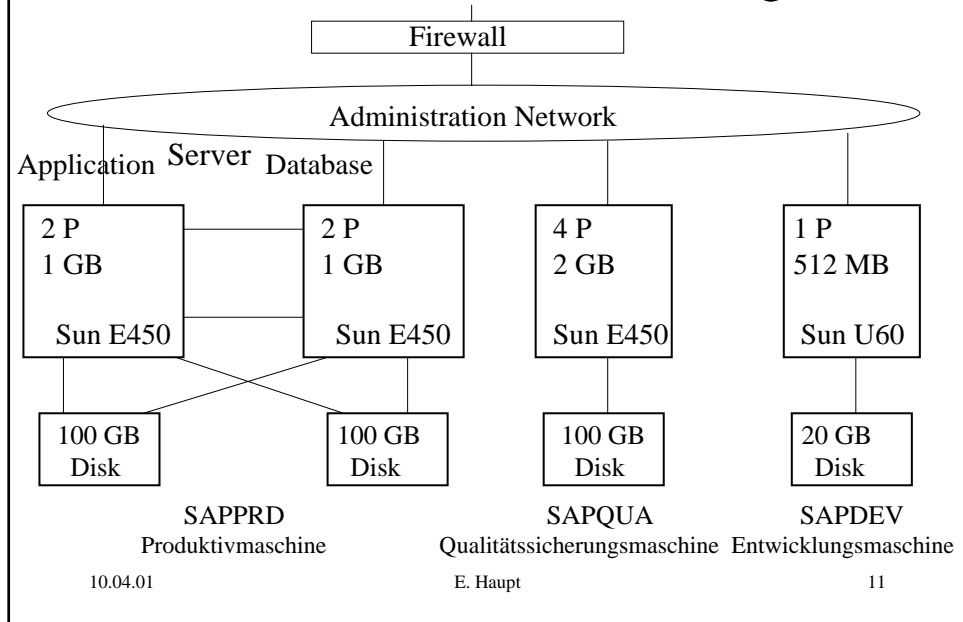 Firewall
Administration Network
Application Server Database
2 P 2 P 4 P 1 P
1 GB 1 GB 2 GB 512 MB
Sun E450 Sun E450 Sun E450 Sun U60
100 GB 100 GB 100 GB 20 GB
Disk Disk Disk Disk
SAPPRD SAPQUA SAPDEV
Produktivmaschine Qualitätssicherungsmaschine Entwicklungsmaschine
10.04.01 E. Haupt 11